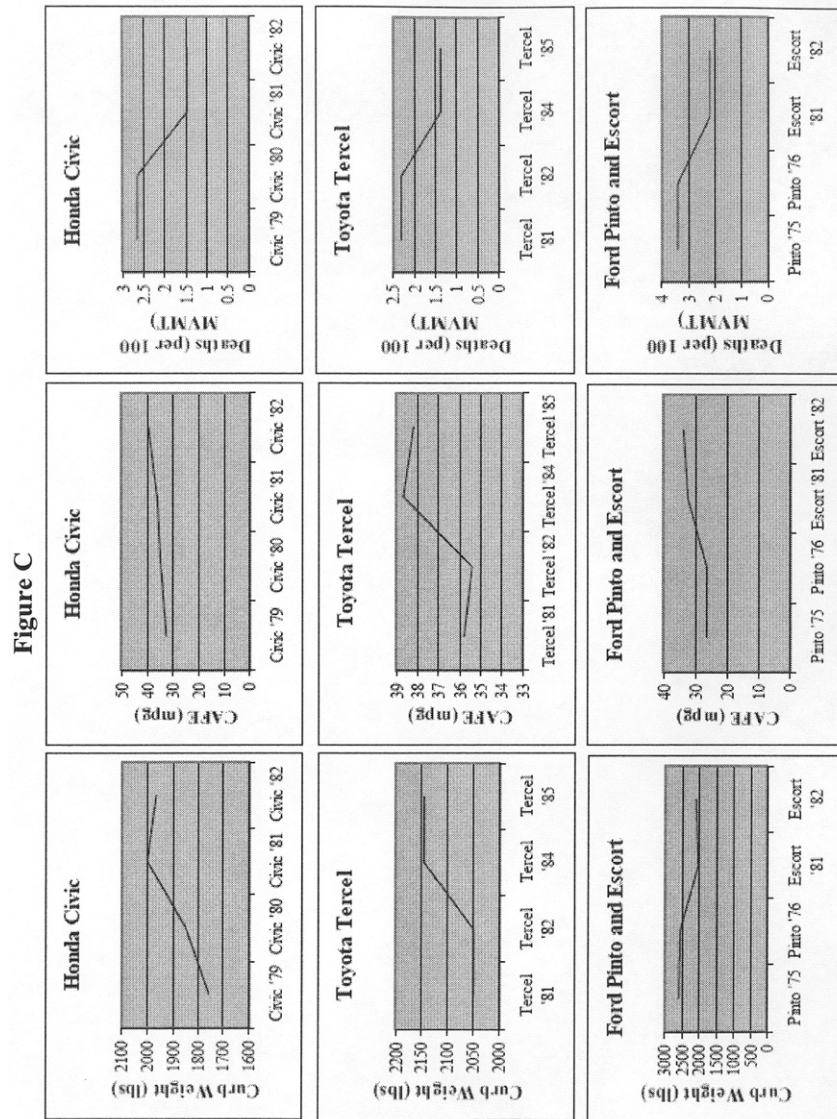 Figure C
Honda Civic
Curb Weight (lbs)
2100
2000
1900
1800
1700
1600
Civic '79 Civic '80 Civic '81 Civic '82
Honda Civic
CAFE (mpg)
50
40
30
20
10
0
Civic '79 Civic '80 Civic '81 Civic '82
Honda Civic
Deaths (per 100
MVMT)
3
2.5
2
1.5
1
0.5
0
Civic '79 Civic '80 Civic '81 Civic '82
Toyota Tercel
Curb Weight (lbs)
2200
2150
2100
2050
2000
Tercel Tercel Tercel Tercel
'81 '82 '84 '85
Toyota Tercel
CAFE (mpg)
39
38
37
36
35
34
33
Tercel '81 Tercel '82 Tercel '84 Tercel '85
Toyota Tercel
Deaths (per 100
MVMT)
2.5
2
1.5
1
0.5
0
Tercel Tercel Tercel Tercel
'81 '82 '84 '85
Ford Pinto and Escort
Curb Weight (lbs)
3000
2500
2000
1500
1000
500
0
Pinto '75 Pinto '76 Escort Escort
'81 '82
Ford Pinto and Escort
CAFE (mpg)
40
30
20
10
0
Pinto '75 Pinto '76 Escort '81 Escort '82
Ford Pinto and Escort
Deaths (per 100
MVMT)
4
3
2
1
0
Pinto '75 Pinto '76 Escort Escort
'81 '82